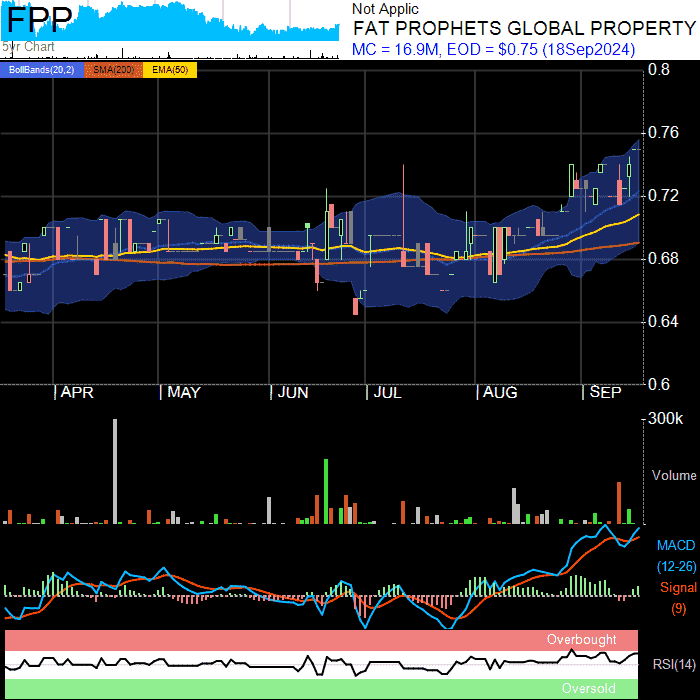 FPP
5yr Chart
Not Applic
FAT PROPHETS GLOBAL PROPERTY
MC = 16.9M, EOD = $0.75 (18Sep2024)
BollBands(20,2) SMA(200) EMA(50)
0.8
0.76
0.72
0.68
0.64
0.6
APR MAY JUN JUL AUG SEP
300k
Volume
MACD
(12-26)
Signal
(9)
Overbought
RSI(14)
Oversold